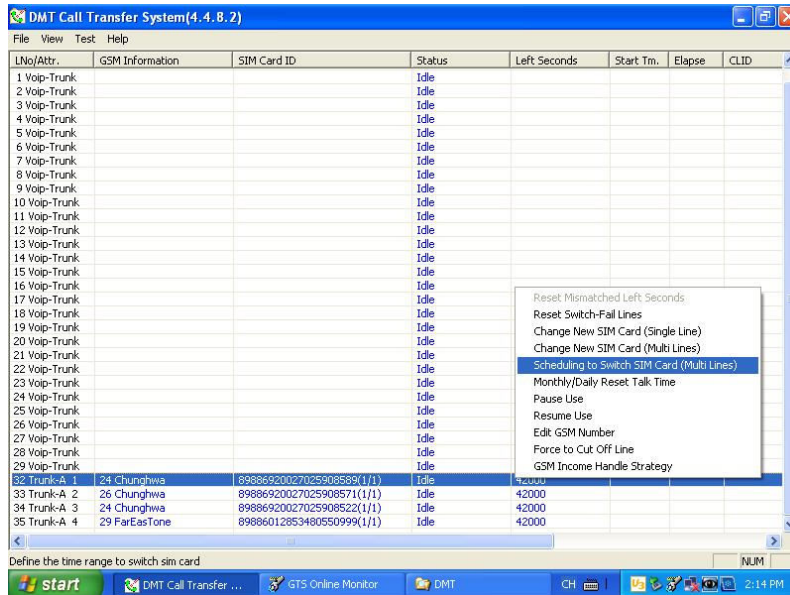 DMT Call Transfer System(4.4.8.2)
File View Test Help
LNo/Attr. GSM Information SIM Card ID Status Left Seconds Start Tm. Elapse CLID
1 Voip-Trunk Idle
2 Voip-Trunk Idle
3 Voip-Trunk Idle
4 Voip-Trunk Idle
5 Voip-Trunk Idle
6 Voip-Trunk Idle
7 Voip-Trunk Idle
8 Voip-Trunk Idle
9 Voip-Trunk Idle
10 Voip-Trunk Idle
11 Voip-Trunk Idle
12 Voip-Trunk Idle
13 Voip-Trunk Idle
14 Voip-Trunk Idle
15 Voip-Trunk Idle
16 Voip-Trunk Idle
17 Voip-Trunk Idle
18 Voip-Trunk Idle
19 Voip-Trunk Idle
20 Voip-Trunk Idle
21 Voip-Trunk Idle
22 Voip-Trunk Idle
23 Voip-Trunk Idle
24 Voip-Trunk Idle
25 Voip-Trunk Idle
26 Voip-Trunk Idle
27 Voip-Trunk Idle
28 Voip-Trunk Idle
29 Voip-Trunk Idle
32 Trunk-A 1 24 Chunghwa 89886920027025908589(1/1) Idle 42000
33 Trunk-A 2 26 Chunghwa 89886920027025908571(1/1) Idle 42000
34 Trunk-A 3 24 Chunghwa 89886920027025908522(1/1) Idle 42000
35 Trunk-A 4 29 FarEasTone 89886012853480550999(1/1) Idle 42000
Reset Mismatched Left Seconds
Reset Switch-Fail Lines
Change New SIM Card (Single Line)
Change New SIM Card (Multi Lines)
Scheduling to Switch SIM Card (Multi Lines)
Monthly/Daily Reset Talk Time
Pause Use
Resume Use
Edit GSM Number
Force to Cut Off Line
GSM Income Handle Strategy
Define the time range to switch sim card NUM
start DMT Call Transfer ... GTS Online Monitor DMT CH U3 2:14 PM